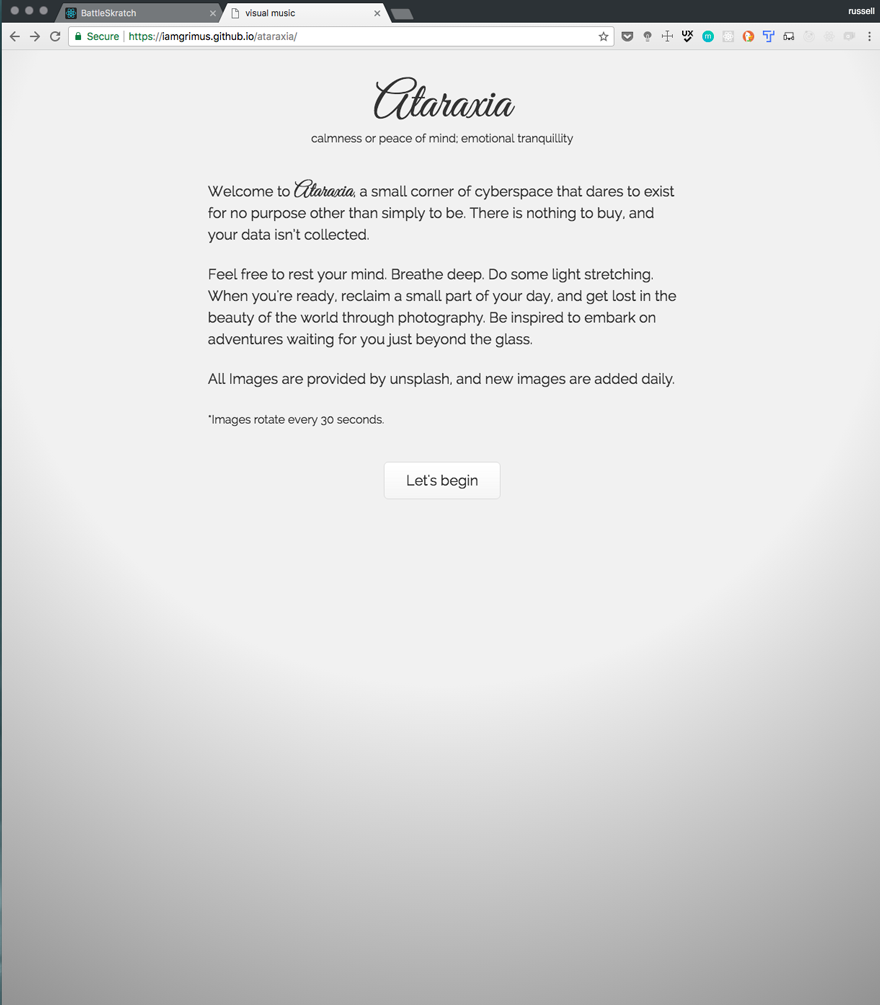 BattleSkratch
visual music
russell
Secure | https://iamgrimus.github.io/ataraxia/
UX
m
Ataraxia
calmness or peace of mind; emotional tranquillity
Welcome to Ataraxia, a small corner of cyberspace that dares to exist
for no purpose other than simply to be. There is nothing to buy, and
your data isn't collected.
Feel free to rest your mind. Breathe deep. Do some light stretching.
When you're ready, reclaim a small part of your day, and get lost in the
beauty of the world through photography. Be inspired to embark on
adventures waiting for you just beyond the glass.
All Images are provided by unsplash, and new images are added daily.
*Images rotate every 30 seconds.
Let's begin